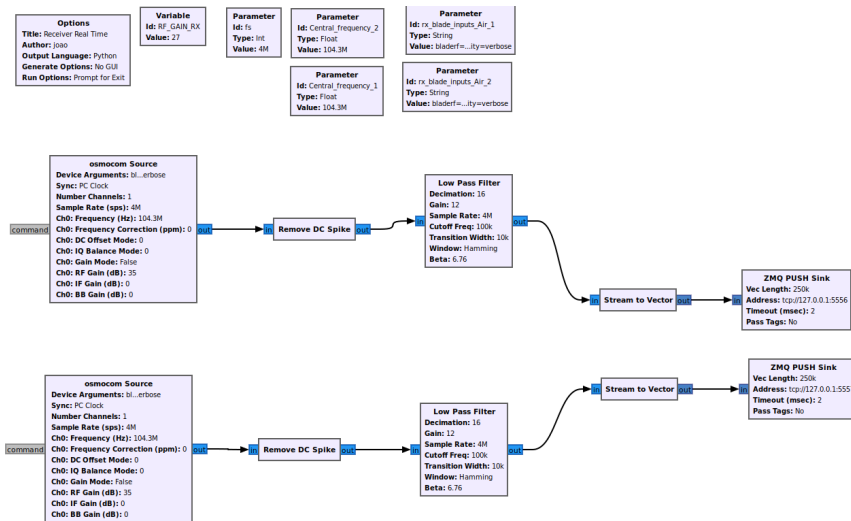 Options
Title: Receiver Real Time
Author: joao
Output Language: Python
Generate Options: No GUI
Run Options: Prompt for Exit
Variable
Id: RF_GAIN_RX
Value: 27
Parameter
Id: fs
Type: Int
Value: 4M
Parameter
Id: Central_frequency_2
Type: Float
Value: 104.3M
Parameter
Id: rx_blade_inputs_Air_1
Type: String
Value: bladerf=...ity=verbose
Parameter
Id: Central_frequency_1
Type: Float
Value: 104.3M
Parameter
Id: rx_blade_inputs_Air_2
Type: String
Value: bladerf=...ity=verbose
osmocom Source
Device Arguments: bl...erbose
Sync: PC Clock
Number Channels: 1
Sample Rate (sps): 4M
Ch0: Frequency (Hz): 104.3M
Ch0: Frequency Correction (ppm): 0
Ch0: DC Offset Mode: 0
Ch0: IQ Balance Mode: 0
Ch0: Gain Mode: False
Ch0: RF Gain (dB): 35
Ch0: IF Gain (dB): 0
Ch0: BB Gain (dB): 0
command
out
in
Remove DC Spike
out
in
Low Pass Filter
Decimation: 16
Gain: 12
Sample Rate: 4M
Cutoff Freq: 100k
Transition Width: 10k
Window: Hamming
Beta: 6.76
out
in
Stream to Vector
out
in
ZMQ PUSH Sink
Vec Length: 250k
Address: tcp://127.0.0.1:5556
Timeout (msec): 2
Pass Tags: No
osmocom Source
Device Arguments: bl...erbose
Sync: PC Clock
Number Channels: 1
Sample Rate (sps): 4M
Ch0: Frequency (Hz): 104.3M
Ch0: Frequency Correction (ppm): 0
Ch0: DC Offset Mode: 0
Ch0: IQ Balance Mode: 0
Ch0: Gain Mode: False
Ch0: RF Gain (dB): 35
Ch0: IF Gain (dB): 0
Ch0: BB Gain (dB): 0
command
out
in
Remove DC Spike
out
in
Low Pass Filter
Decimation: 16
Gain: 12
Sample Rate: 4M
Cutoff Freq: 100k
Transition Width: 10k
Window: Hamming
Beta: 6.76
out
in
Stream to Vector
out
in
ZMQ PUSH Sink
Vec Length: 250k
Address: tcp://127.0.0.1:555
Timeout (msec): 2
Pass Tags: No